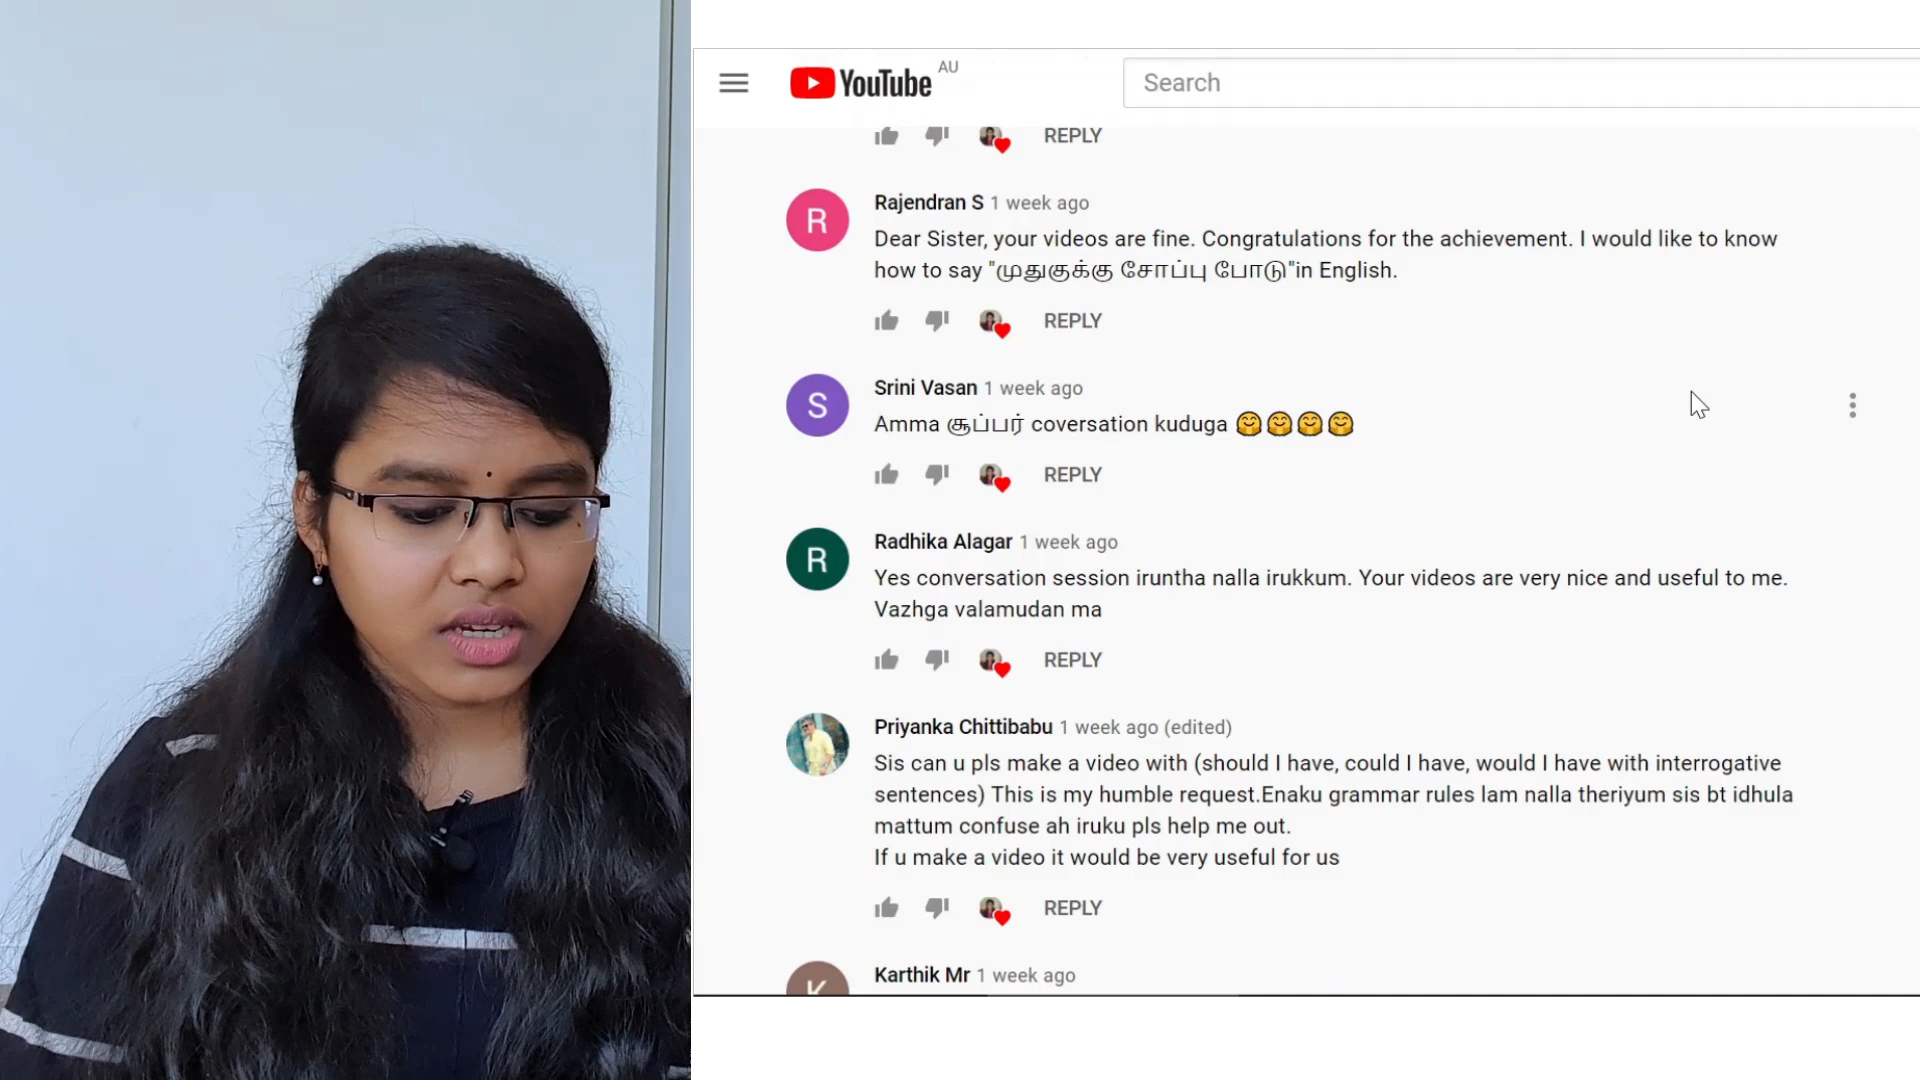 YouTube AU
Search
REPLY
Rajendran S 1 week ago
Dear Sister, your videos are fine. Congratulations for the achievement. I would like to know
how to say "முதுகுக்கு சோப்பு போடு"in English.
REPLY
S
Srini Vasan 1 week ago
Amma சூப்பர் coversation kuduga 🤗🤗🤗🤗
REPLY
R
Radhika Alagar 1 week ago
Yes conversation session iruntha nalla irukkum. Your videos are very nice and useful to me.
Vazhga valamudan ma
REPLY
Priyanka Chittibabu 1 week ago (edited)
Sis can u pls make a video with (should I have, could I have, would I have with interrogative
sentences) This is my humble request.Enaku grammar rules lam nalla theriyum sis bt idhula
mattum confuse ah iruku pls help me out.
If u make a video it would be very useful for us
REPLY
K
Karthik Mr 1 week ago